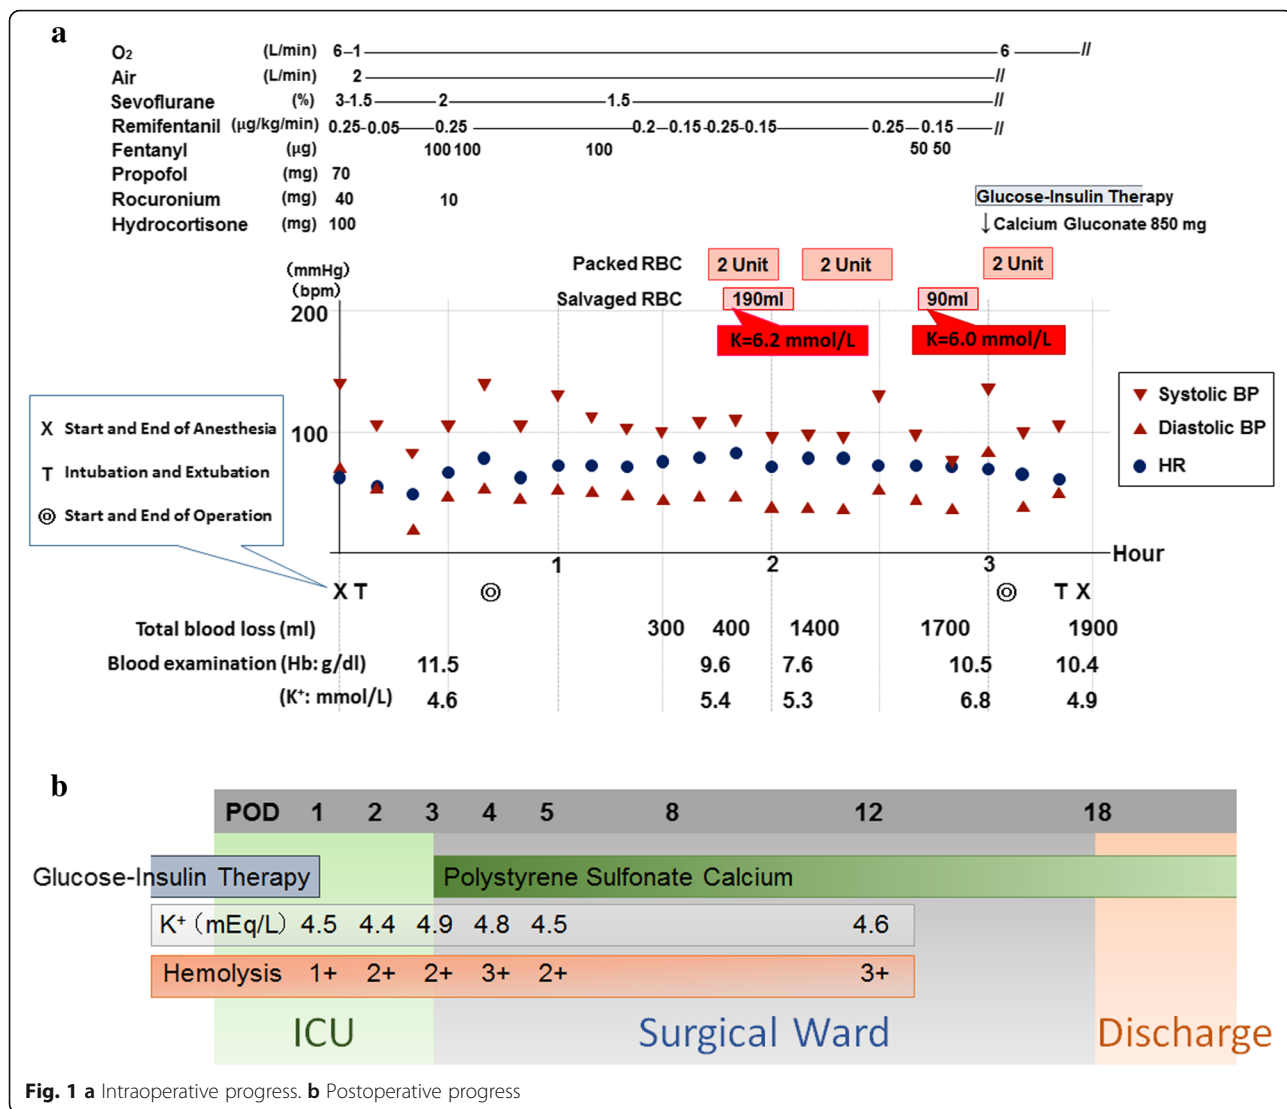 a
O2 (L/min) 6 1 6 //
Air (L/min) 2 //
Sevoflurane (%) 3 1.5 2 1.5 //
Remifentanil (μg/kg/min) 0.25 0.05 0.25 0.2 0.15 0.25 0.15 0.25 0.15 //
Fentanyl (μg) 100 100 100 50 50
Propofol (mg) 70
Rocuronium (mg) 40 10
Glucose-Insulin Therapy
Hydrocortisone (mg) 100
↓Calcium Gluconate 850 mg
Packed RBC 2 Unit 2 Unit 2 Unit
(mmHg)
(bpm)
Salvaged RBC 190ml 90ml
200
K=6.2 mmol/L K=6.0 mmol/L
Systolic BP
Diastolic BP
HR
X Start and End of Anesthesia
T Intubation and Extubation
◎ Start and End of Operation
100
1 2 3 Hour
X T ◎ ◎ T X
Total blood loss (ml) 300 400 1400 1700 1900
Blood examination (Hb: g/dl) 11.5 9.6 7.6 10.5 10.4
(K+: mmol/L) 4.6 5.4 5.3 6.8 4.9
b
POD 1 2 3 4 5 8 12 18
Glucose-Insulin Therapy Polystyrene Sulfonate Calcium
K+ (mEq/L) 4.5 4.4 4.9 4.8 4.5 4.6
Hemolysis 1+ 2+ 2+ 3+ 2+ 3+
ICU Surgical Ward Discharge
Fig. 1 a Intraoperative progress. b Postoperative progress